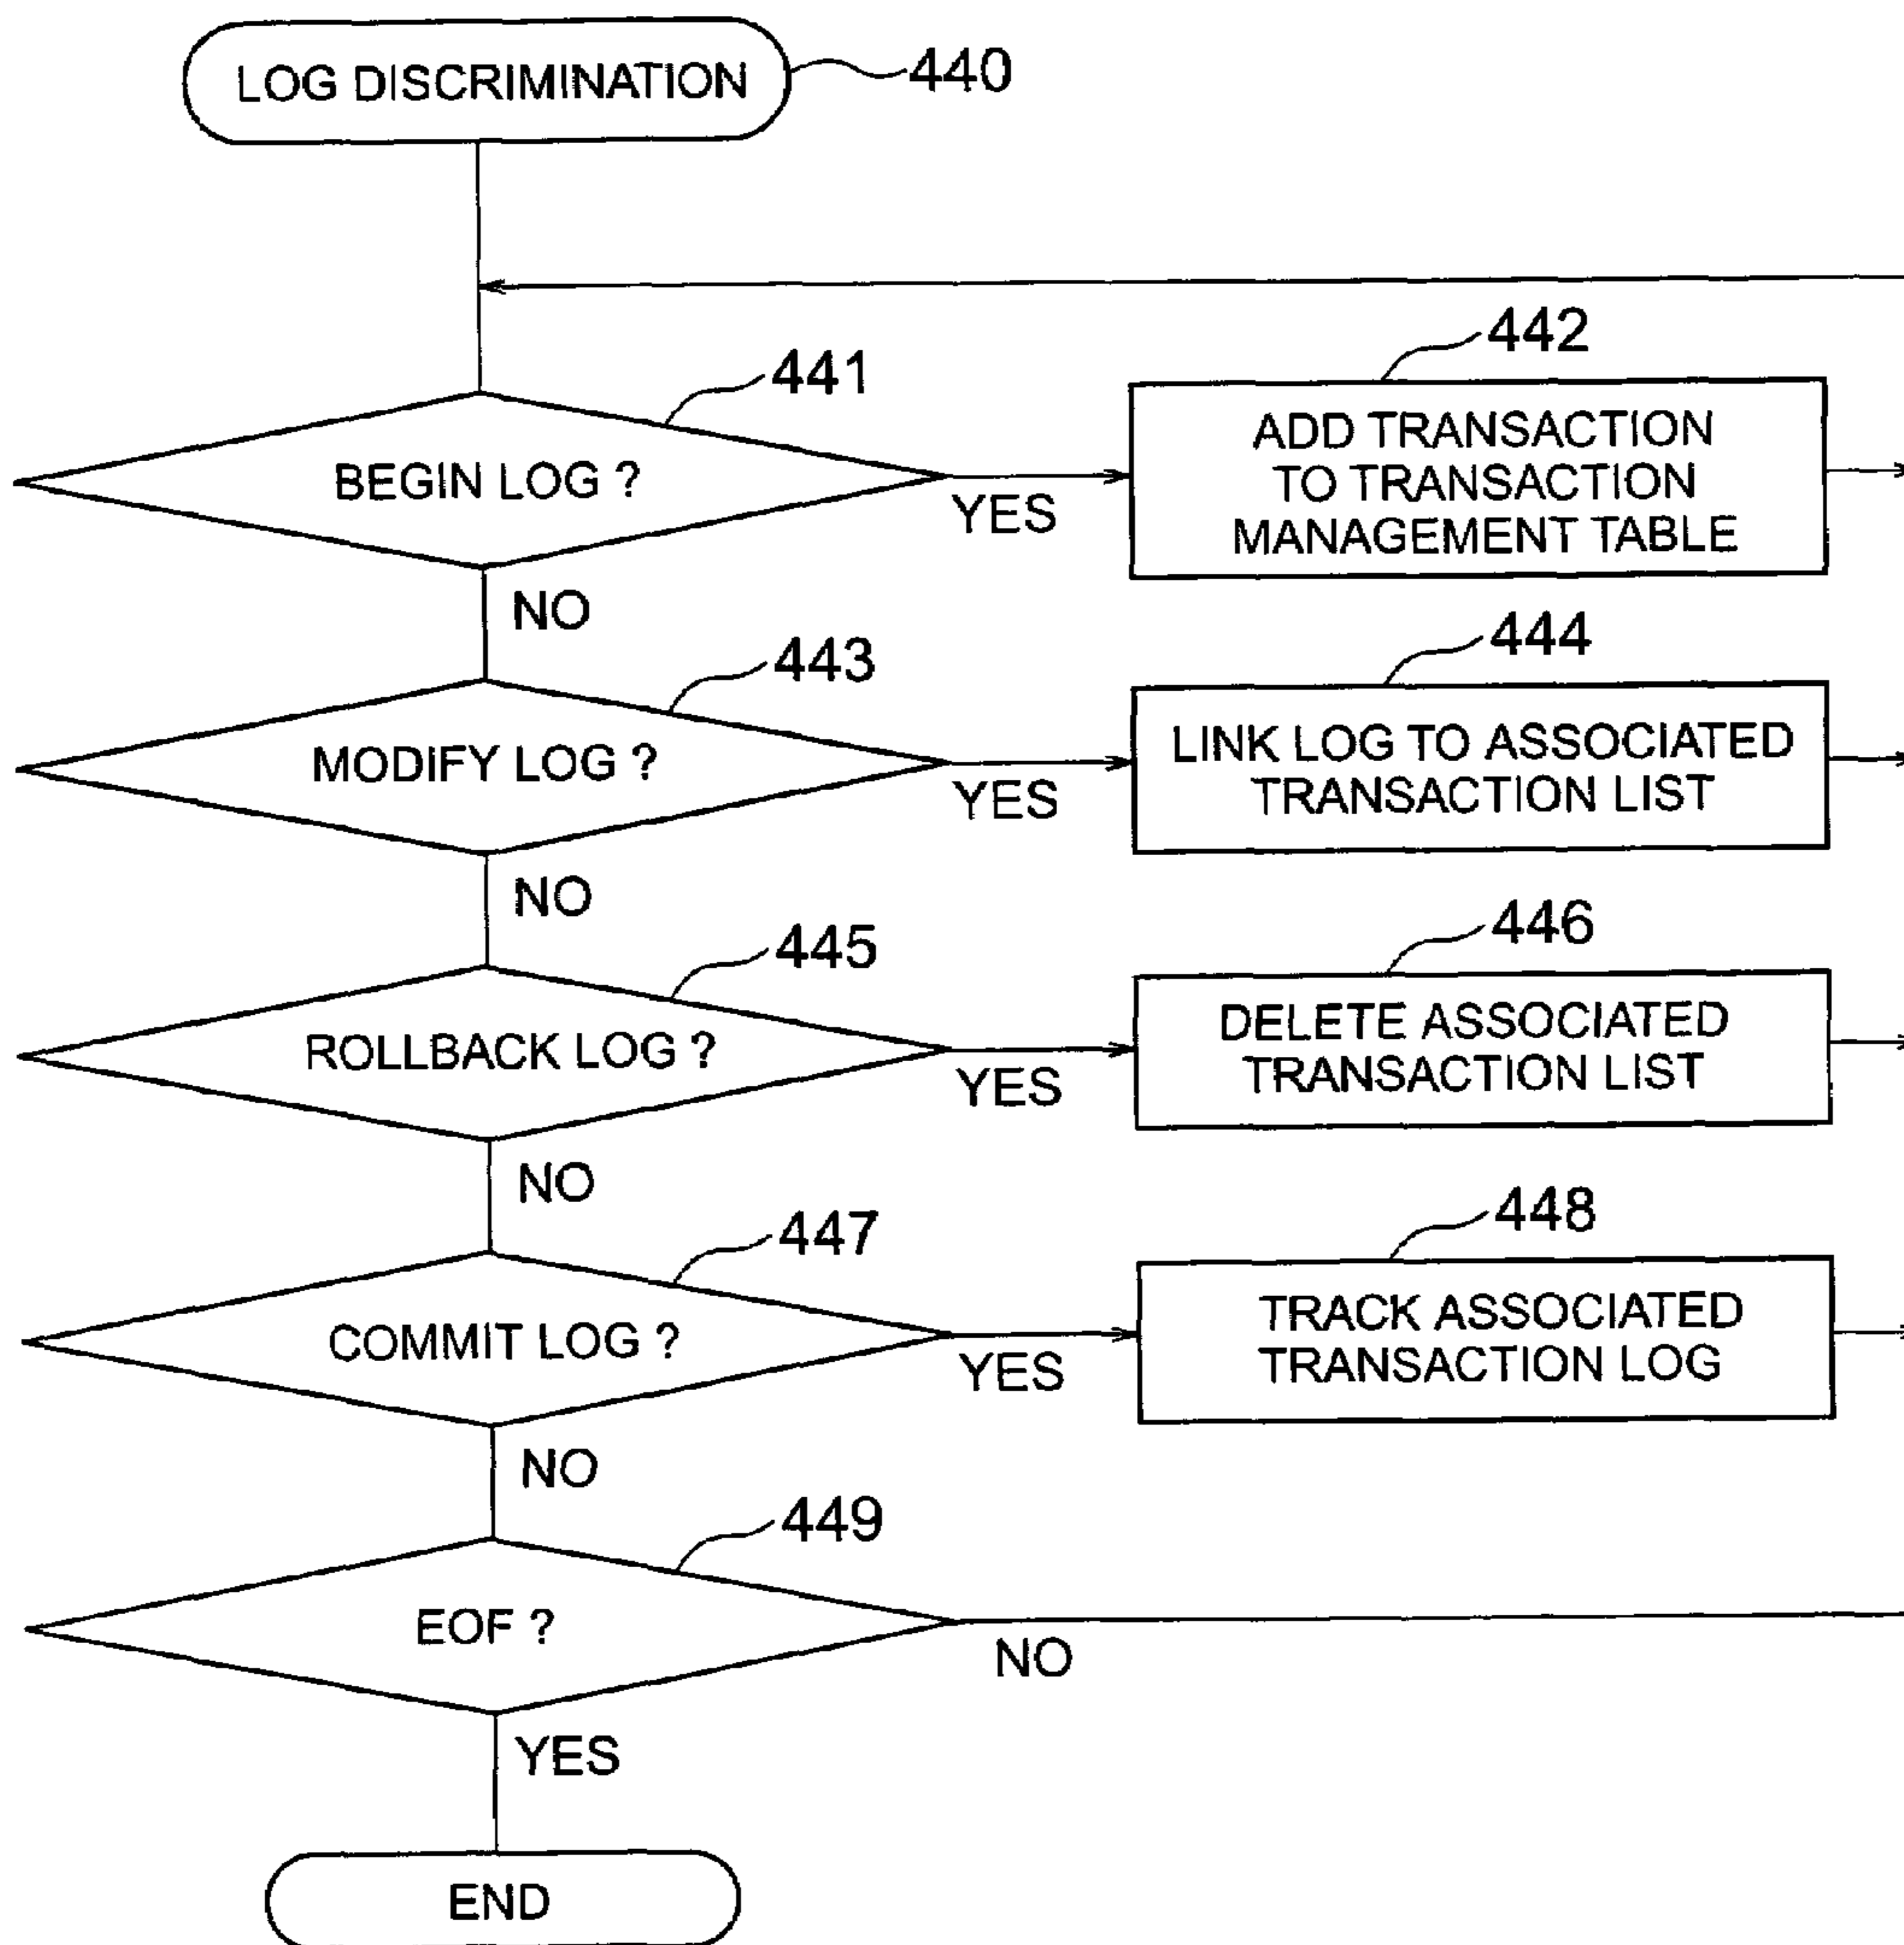 LOG DISCRIMINATION
440
441
BEGIN LOG ?
YES
442
ADD TRANSACTION
TO TRANSACTION
MANAGEMENT TABLE
NO
443
MODIFY LOG ?
YES
444
LINK LOG TO ASSOCIATED
TRANSACTION LIST
NO
445
ROLLBACK LOG ?
YES
446
DELETE ASSOCIATED
TRANSACTION LIST
NO
447
COMMIT LOG ?
YES
448
TRACK ASSOCIATED
TRANSACTION LOG
NO
449
EOF ?
NO
YES
END